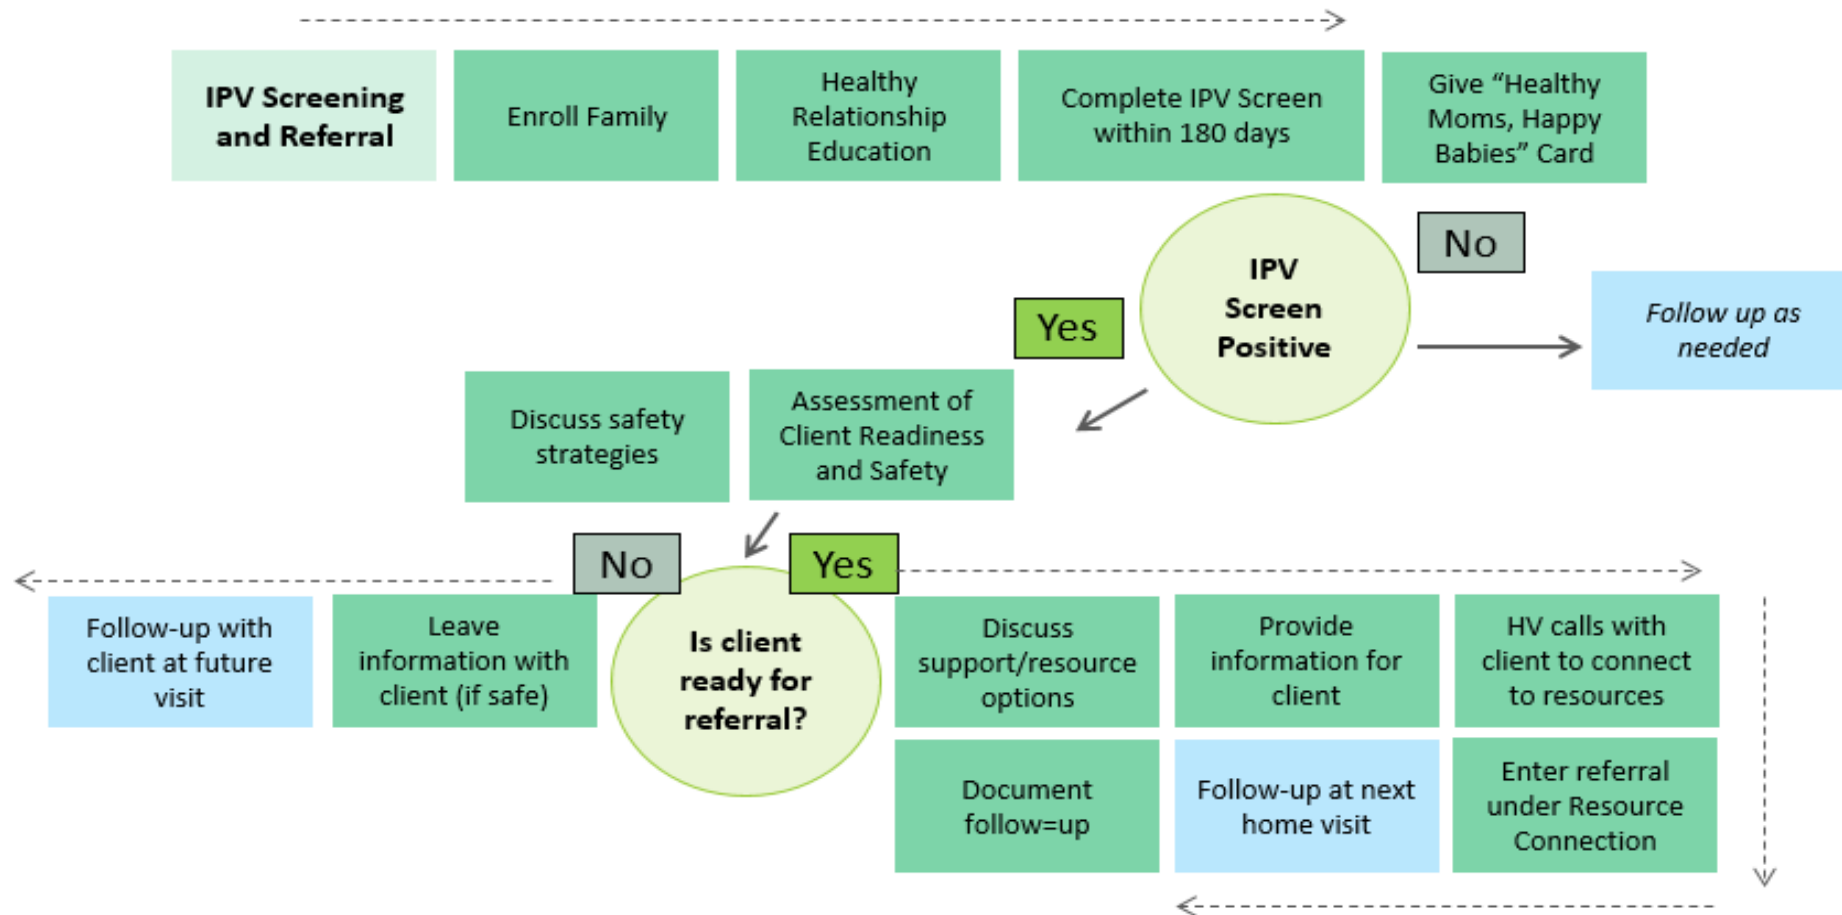 IPV Screening
and Referral
Enroll Family
Healthy
Relationship
Education
Complete IPV Screen
within 180 days
Give “Healthy
Moms, Happy
Babies” Card
IPV
Screen
Positive
No
Follow up as
needed
Yes
Assessment of
Client Readiness
and Safety
Discuss safety
strategies
Is client
ready for
referral?
No
Leave
information with
client (if safe)
Follow-up with
client at future
visit
Yes
Discuss
support/resource
options
Provide
information for
client
HV calls with
client to connect
to resources
Enter referral
under Resource
Connection
Follow-up at next
home visit
Document
follow=up